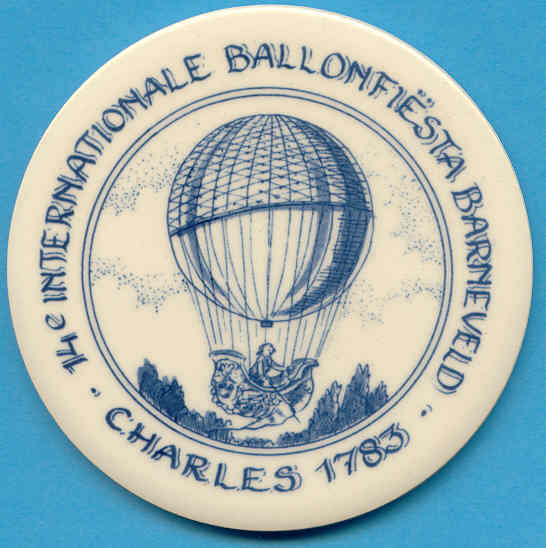 14e INTERNATIONALE BALLONFIËSTA BARNEVELD
"CHARLES 1783"